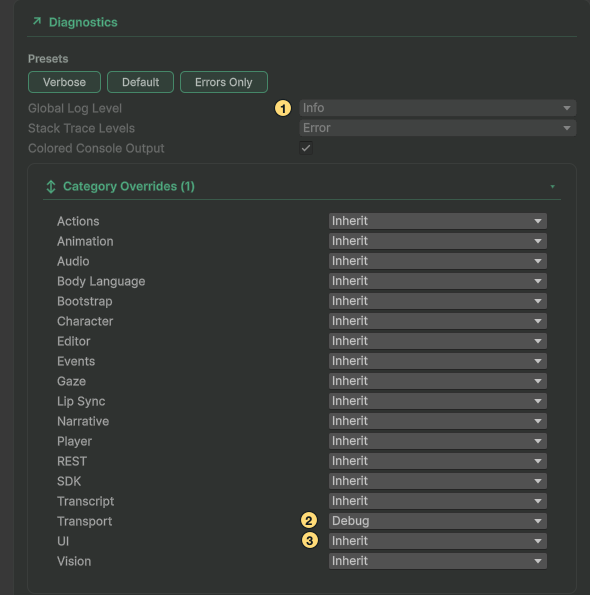 Diagnostics
Presets
Verbose Default Errors Only
Global Log Level 1 Info
Stack Trace Levels Error
Colored Console Output
Category Overrides (1)
Actions Inherit
Animation Inherit
Audio Inherit
Body Language Inherit
Bootstrap Inherit
Character Inherit
Editor Inherit
Events Inherit
Gaze Inherit
Lip Sync Inherit
Narrative Inherit
Player Inherit
REST Inherit
SDK Inherit
Transcript Inherit
Transport 2 Debug
UI 3 Inherit
Vision Inherit